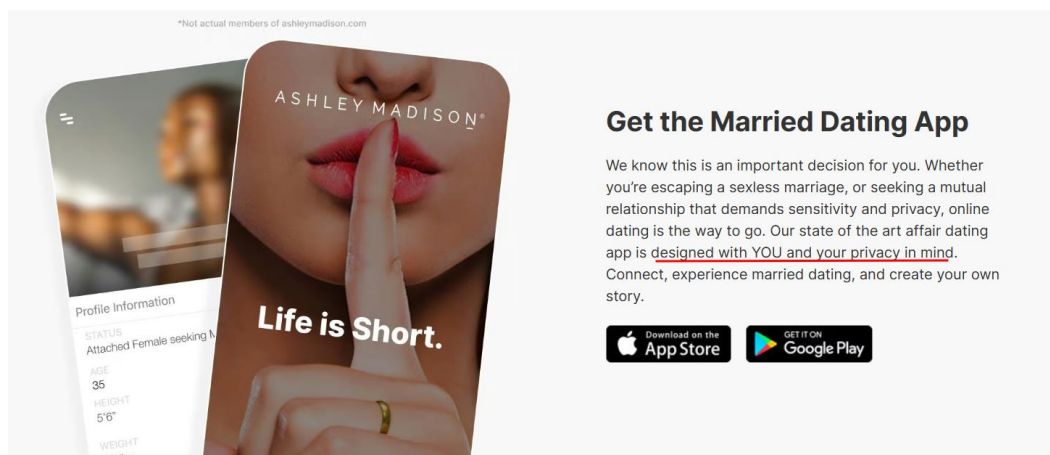 *Not actual members of ashleymadison.com
ASHLEY MADISON®
Life is Short.
Profile Information
STATUS
Attached Female seeking
AGE
35
HEIGHT
5'6"
WEIGHT
Get the Married Dating App
We know this is an important decision for you. Whether
you’re escaping a sexless marriage, or seeking a mutual
relationship that demands sensitivity and privacy, online
dating is the way to go. Our state of the art affair dating
app is designed with YOU and your privacy in mind.
Connect, experience married dating, and create your own
story.
Download on the
App Store
GET IT ON
Google Play